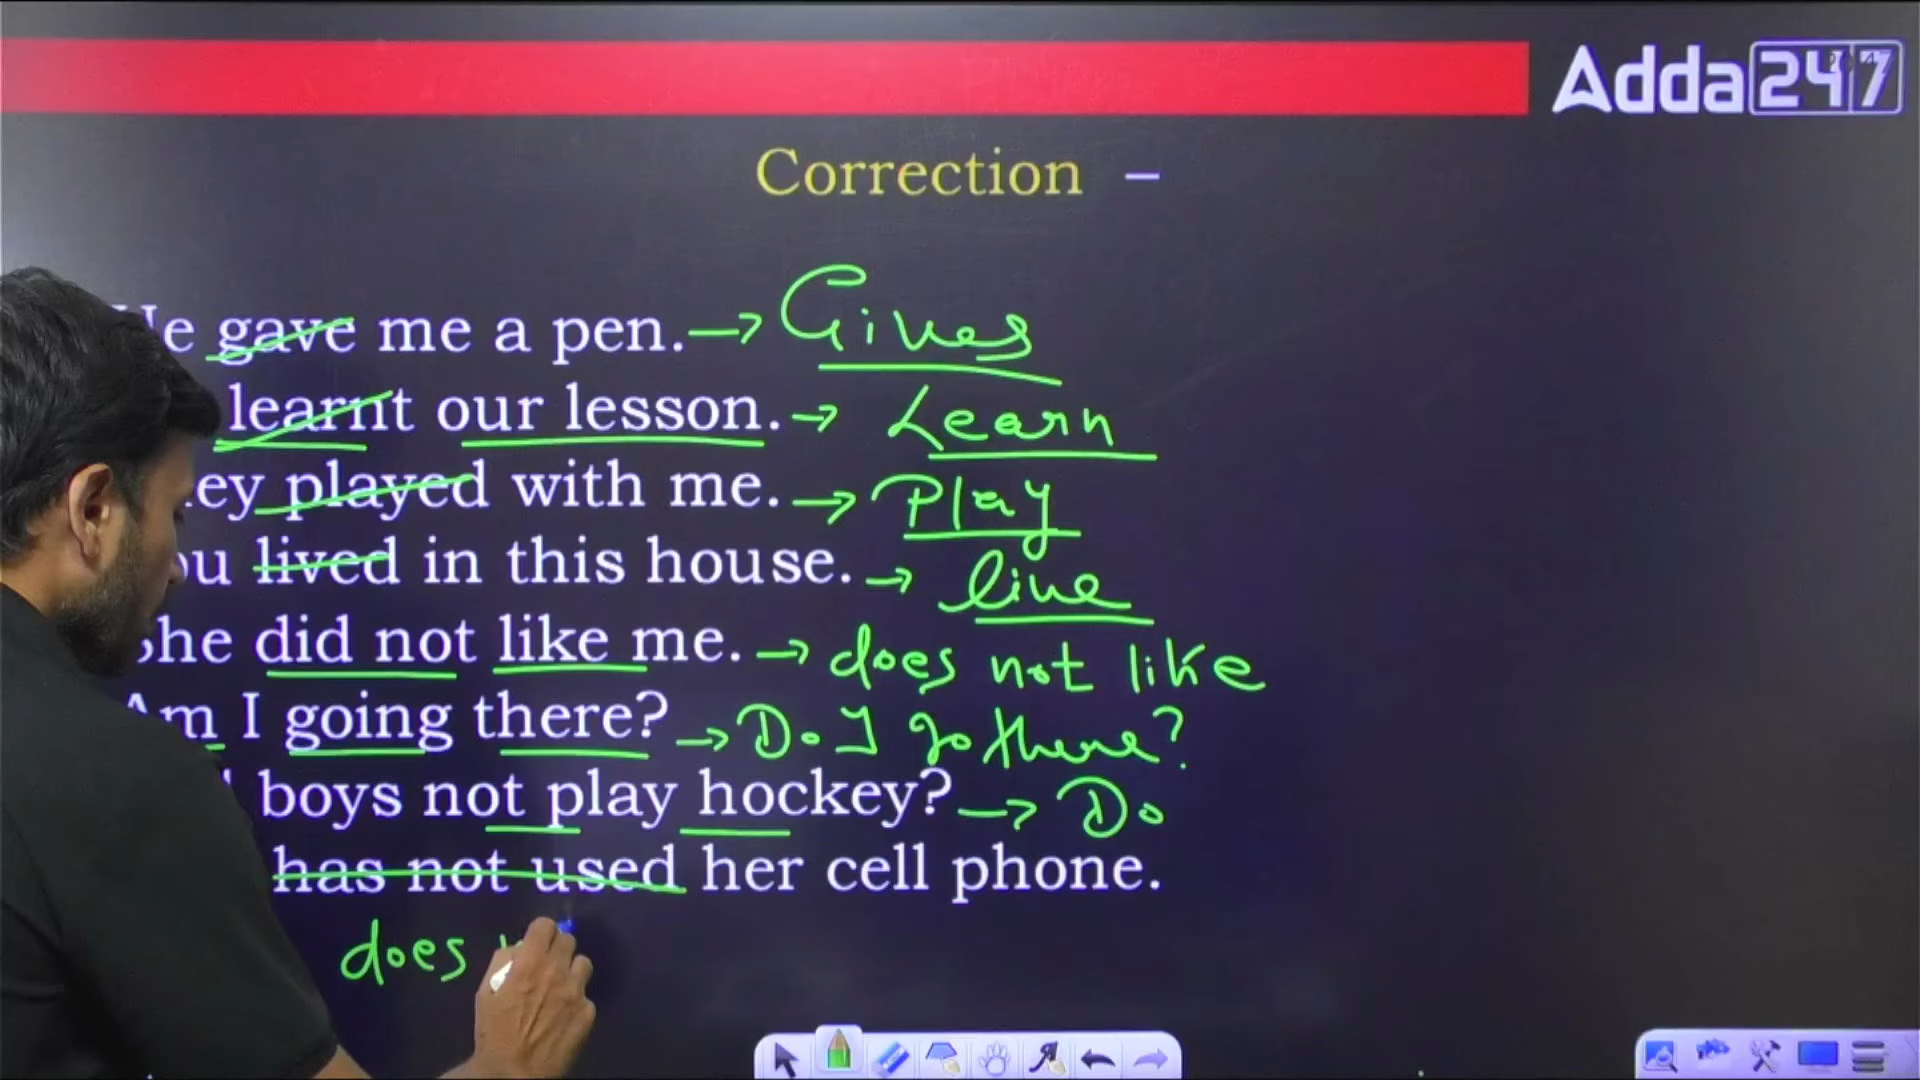 Adda247
Correction –
He gave me a pen. → Gives
learnt our lesson. → Learn
played with me. → Play
lived in this house. → live
She did not like me. → does not like
Am I going there? → Do I go there?
boys not play hockey? → Do
has not used her cell phone.
does